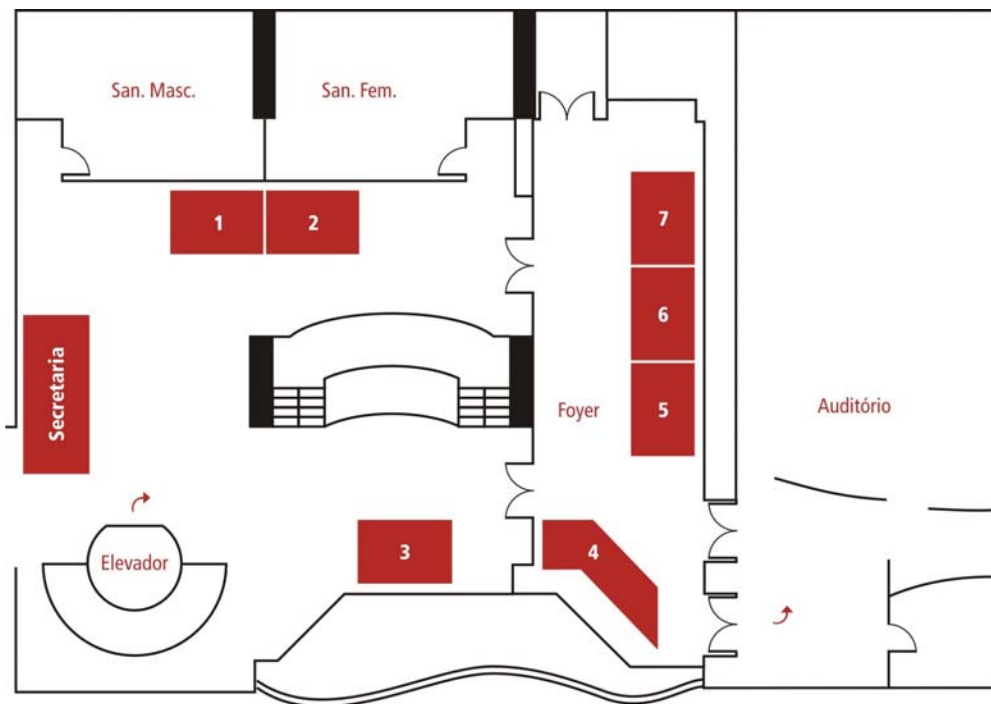 San. Masc.
San. Fem.
1
2
7
6
5
Secretaria
Foyer
Auditório
Elevador
3
4